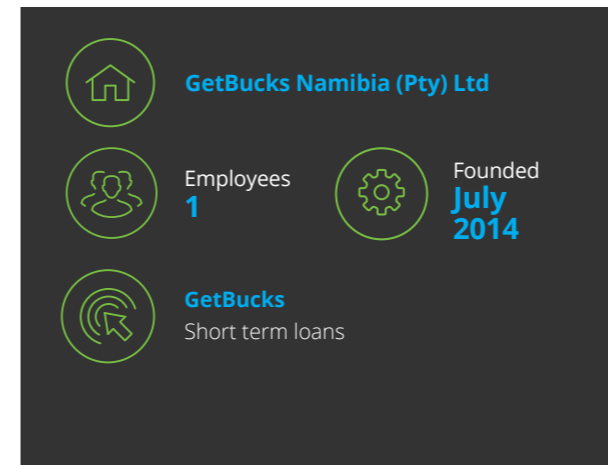 GetBucks Namibia (Pty) Ltd
Employees
1
Founded
July
2014
GetBucks
Short term loans